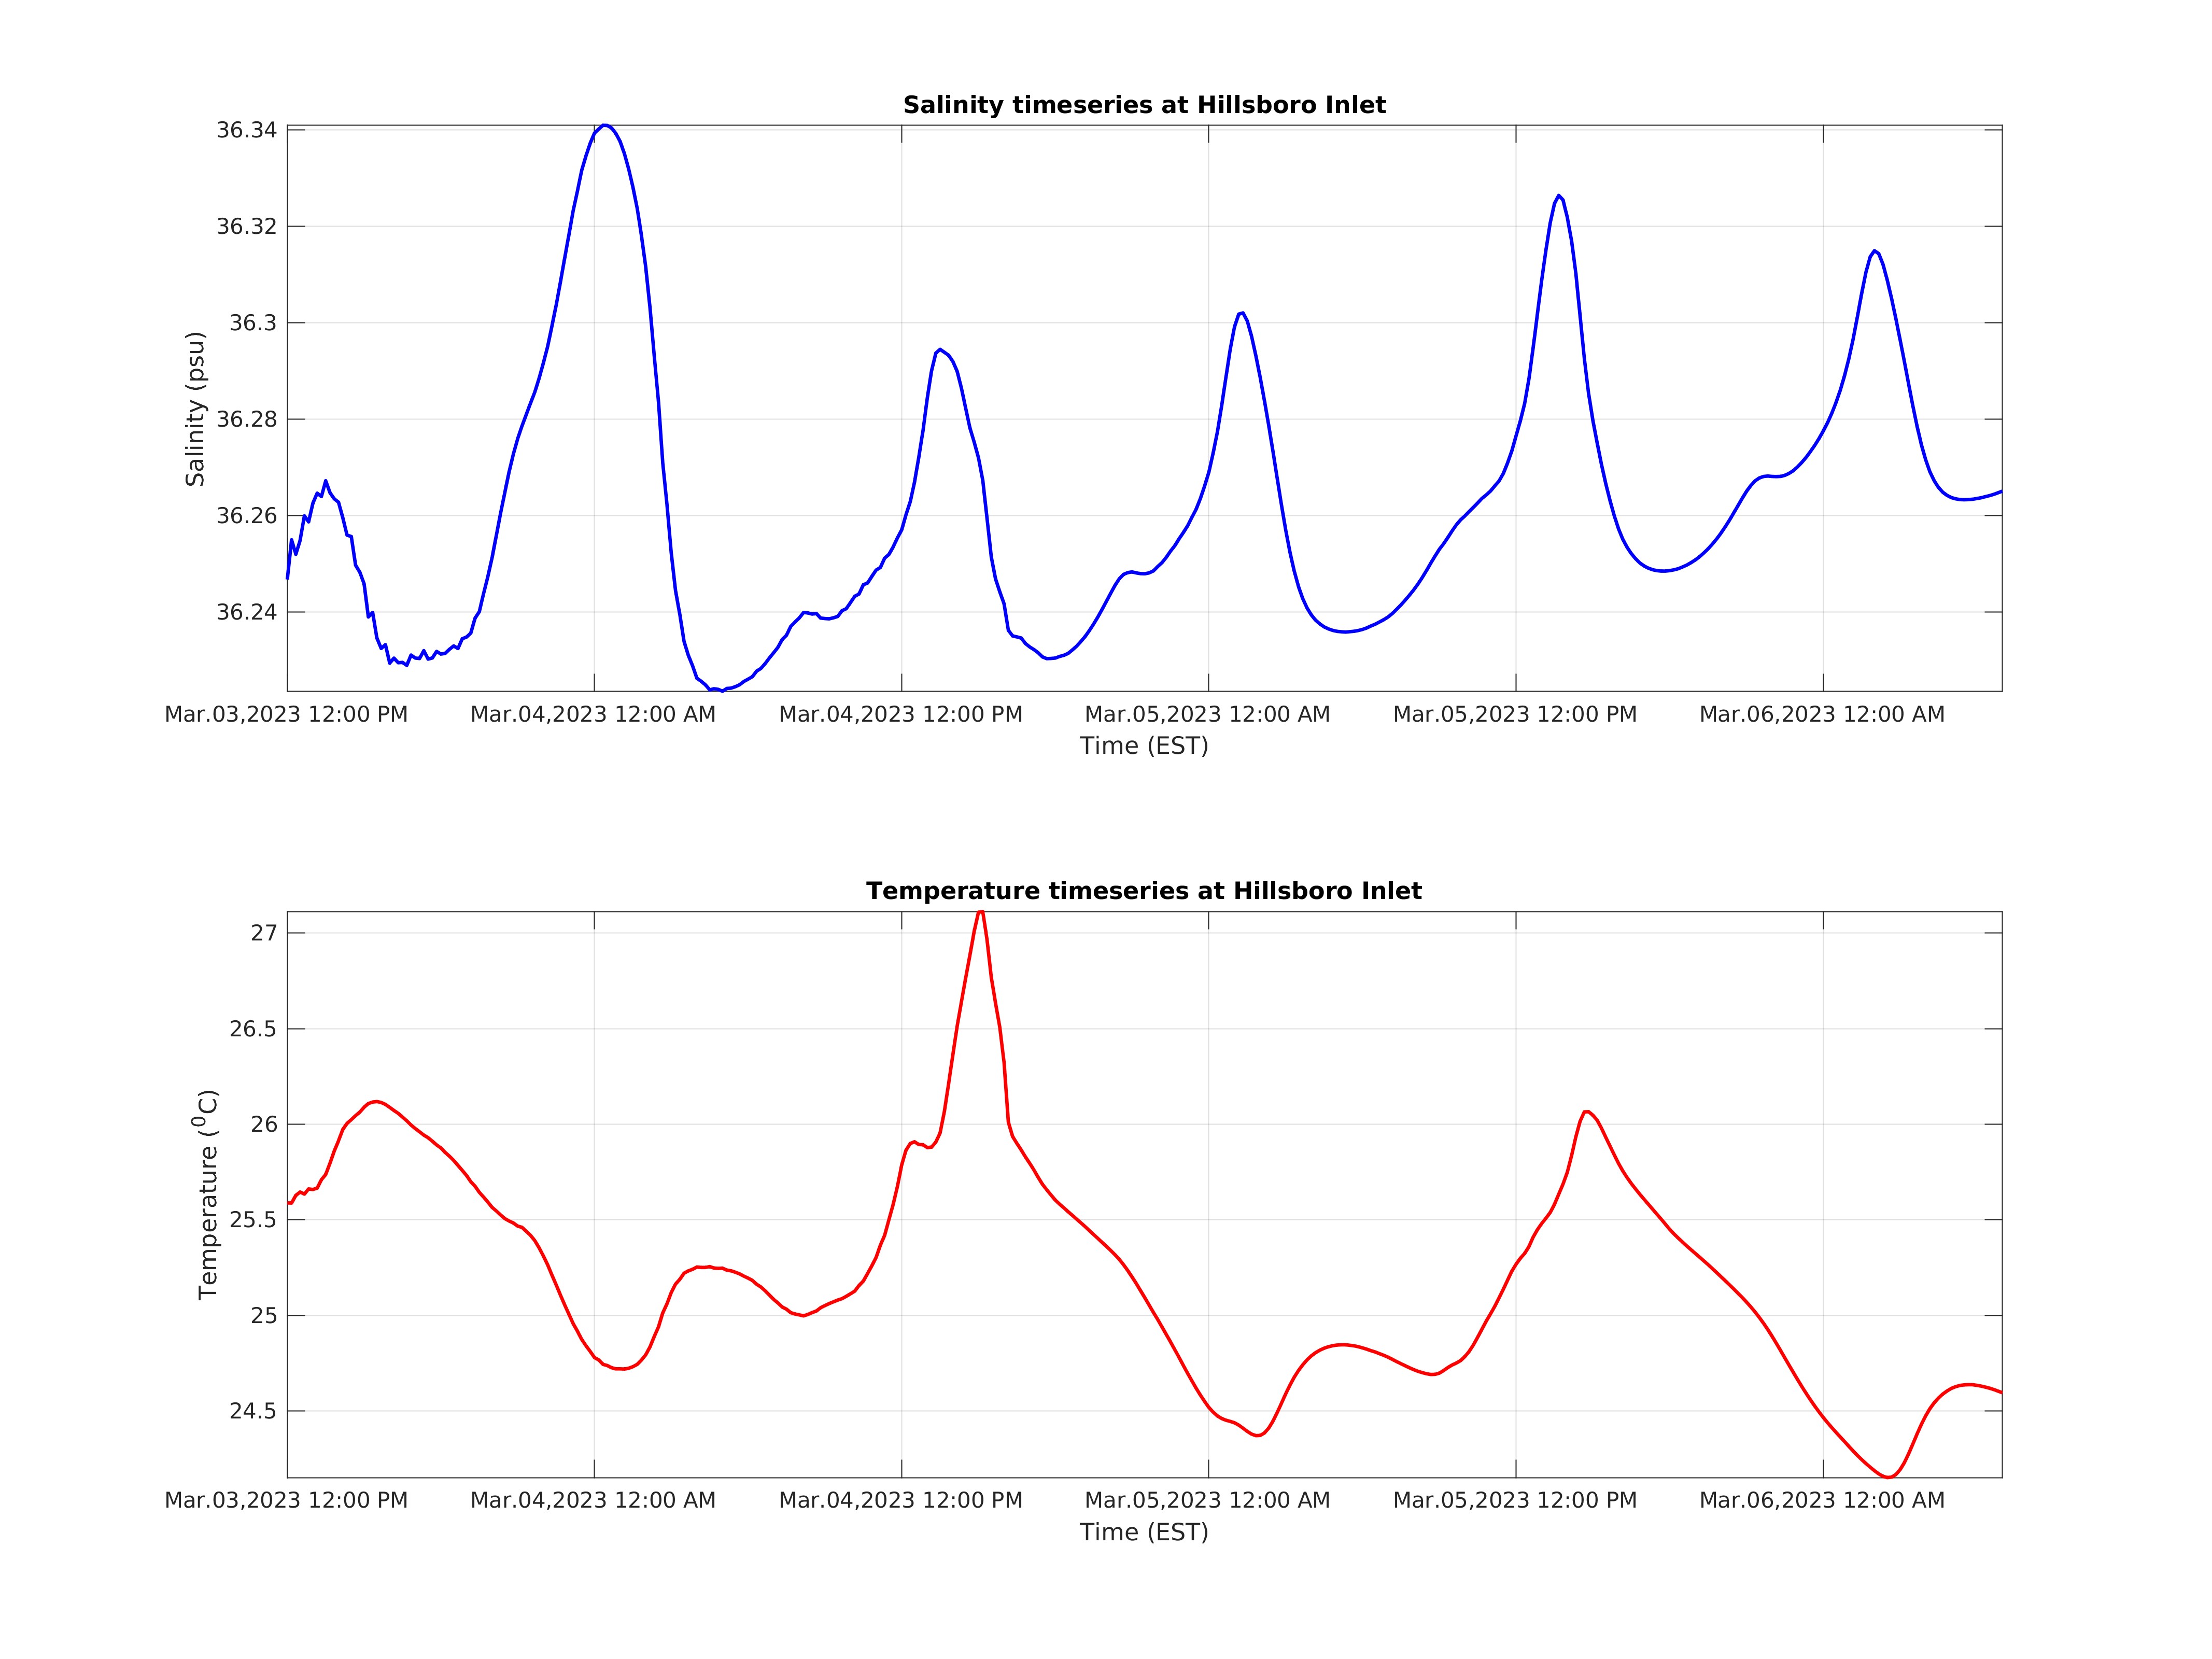 Salinity timeseries at Hillsboro Inlet
36.34
36.32
36.3
36.28
36.26
36.24
Salinity (psu)
Mar.03,2023 12:00 PM Mar.04,2023 12:00 AM Mar.04,2023 12:00 PM Mar.05,2023 12:00 AM Mar.05,2023 12:00 PM Mar.06,2023 12:00 AM
Time (EST)
Temperature timeseries at Hillsboro Inlet
27
26.5
26
25.5
25
24.5
Temperature (⁰C)
Mar.03,2023 12:00 PM Mar.04,2023 12:00 AM Mar.04,2023 12:00 PM Mar.05,2023 12:00 AM Mar.05,2023 12:00 PM Mar.06,2023 12:00 AM
Time (EST)